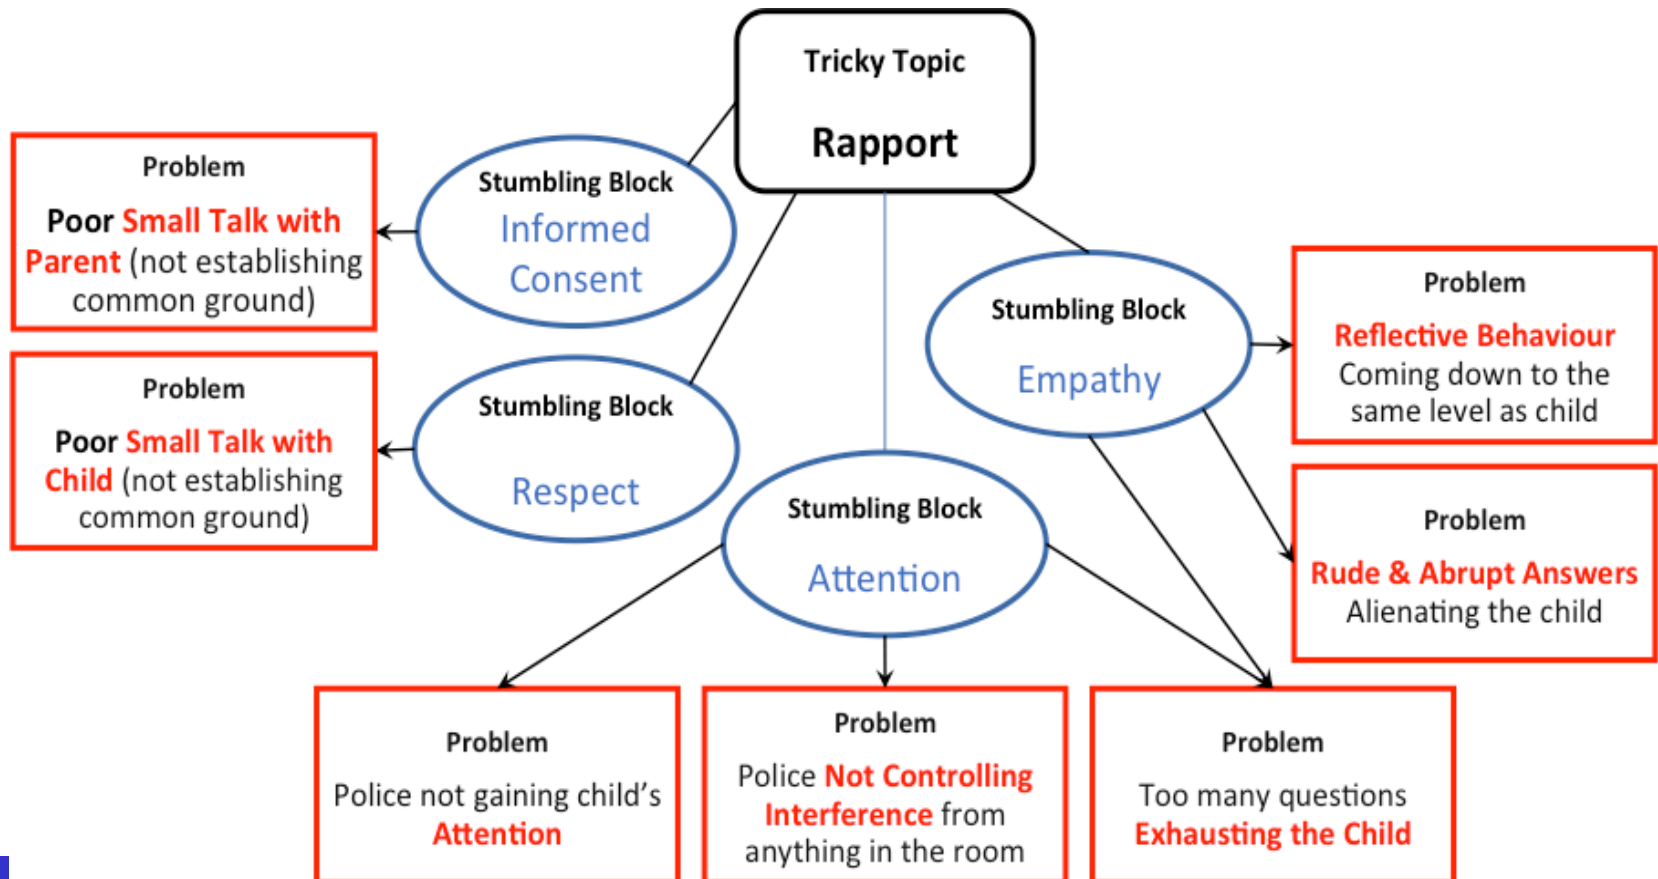 Tricky Topic
Rapport
Stumbling Block
Informed
Consent
Problem
Poor Small Talk with
Parent (not establishing
common ground)
Stumbling Block
Respect
Problem
Poor Small Talk with
Child (not establishing
common ground)
Stumbling Block
Empathy
Problem
Reflective Behaviour
Coming down to the
same level as child
Problem
Rude & Abrupt Answers
Alienating the child
Stumbling Block
Attention
Problem
Police not gaining child's
Attention
Problem
Police Not Controlling
Interference from
anything in the room
Problem
Too many questions
Exhausting the Child